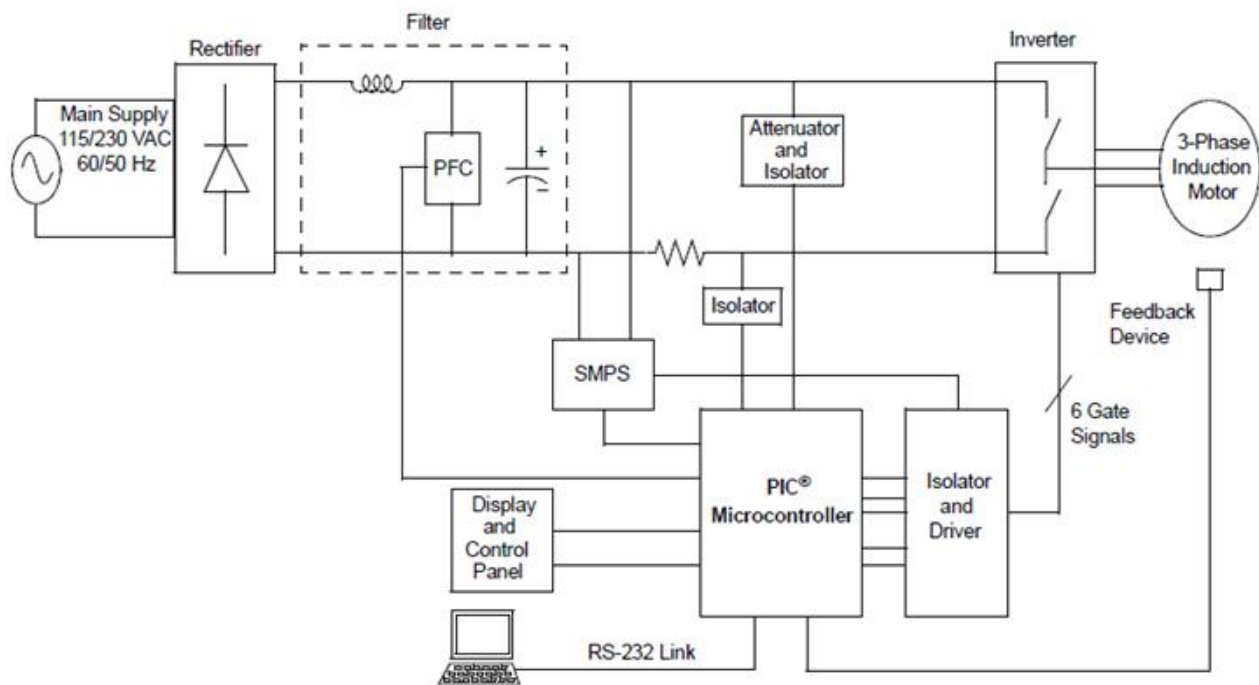 Filter
Rectifier
Inverter
Main Supply
115/230 VAC
60/50 Hz
PFC
+
–
Attenuator
and
Isolator
3-Phase
Induction
Motor
Isolator
Feedback
Device
SMPS
6 Gate
Signals
PIC®
Microcontroller
Isolator
and
Driver
Display
and
Control
Panel
RS-232 Link